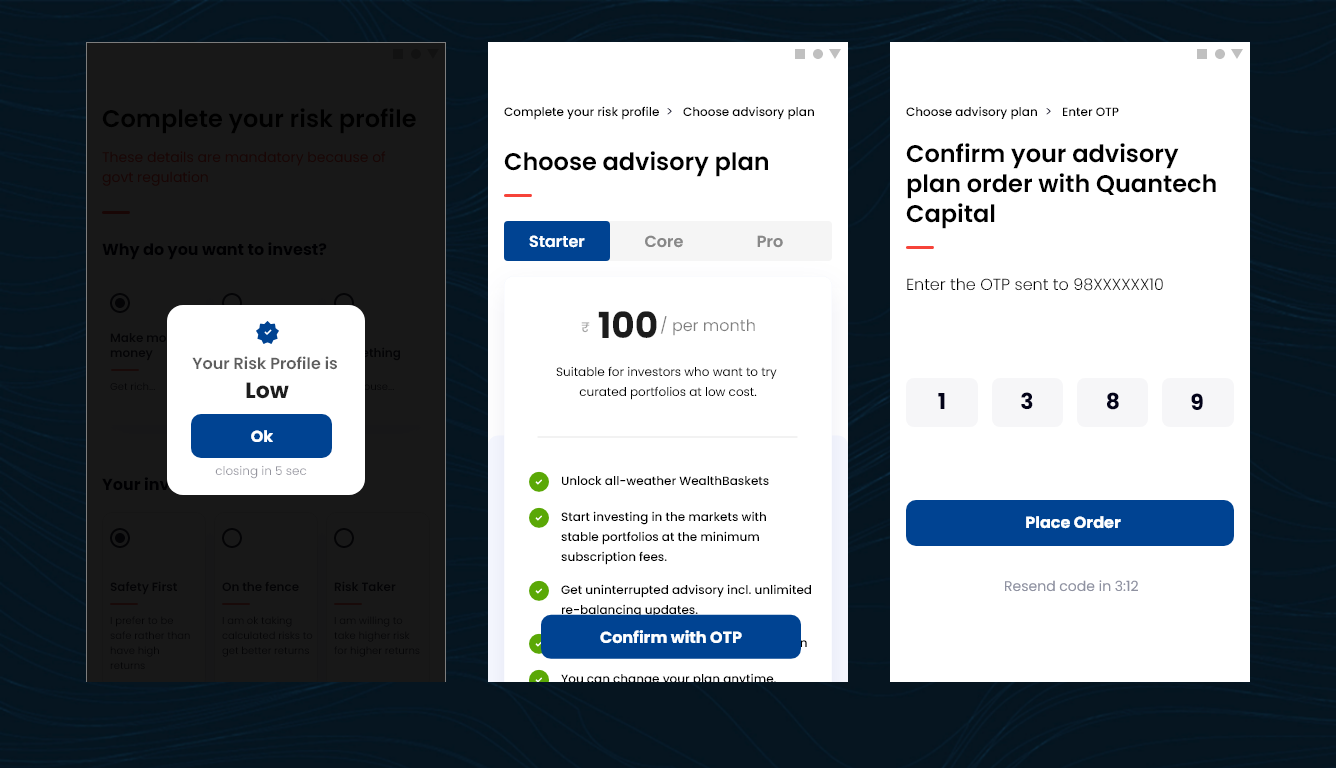 Complete your risk profile
These details are mandatory because of
govt regulation
Why do you want to invest?
Make mo
money
Get rich...
thing
ouse..
Your Risk Profile is
Low
Ok
closing in 5 sec
Your inv
Safety First
On the fence
Risk Taker
I prefer to be
safe rather than
have high
returns
I am ok taking
calculated risks to
get better returns
I am willing to
take higher risk
for higher returns
Complete your risk profile > Choose advisory plan
Choose advisory plan
Starter
Core
Pro
₹ 100 / per month
Suitable for investors who want to try
curated portfolios at low cost.
Unlock all-weather WealthBaskets
Start investing in the markets with
stable portfolios at the minimum
subscription fees.
Get uninterrupted advisory incl. unlimited
re-balancing updates.
Confirm with OTP
You can change your plan anytime.
Choose advisory plan > Enter OTP
Confirm your advisory
plan order with Quantech
Capital
Enter the OTP sent to 98XXXXXX10
1 3 8 9
Place Order
Resend code in 3:12